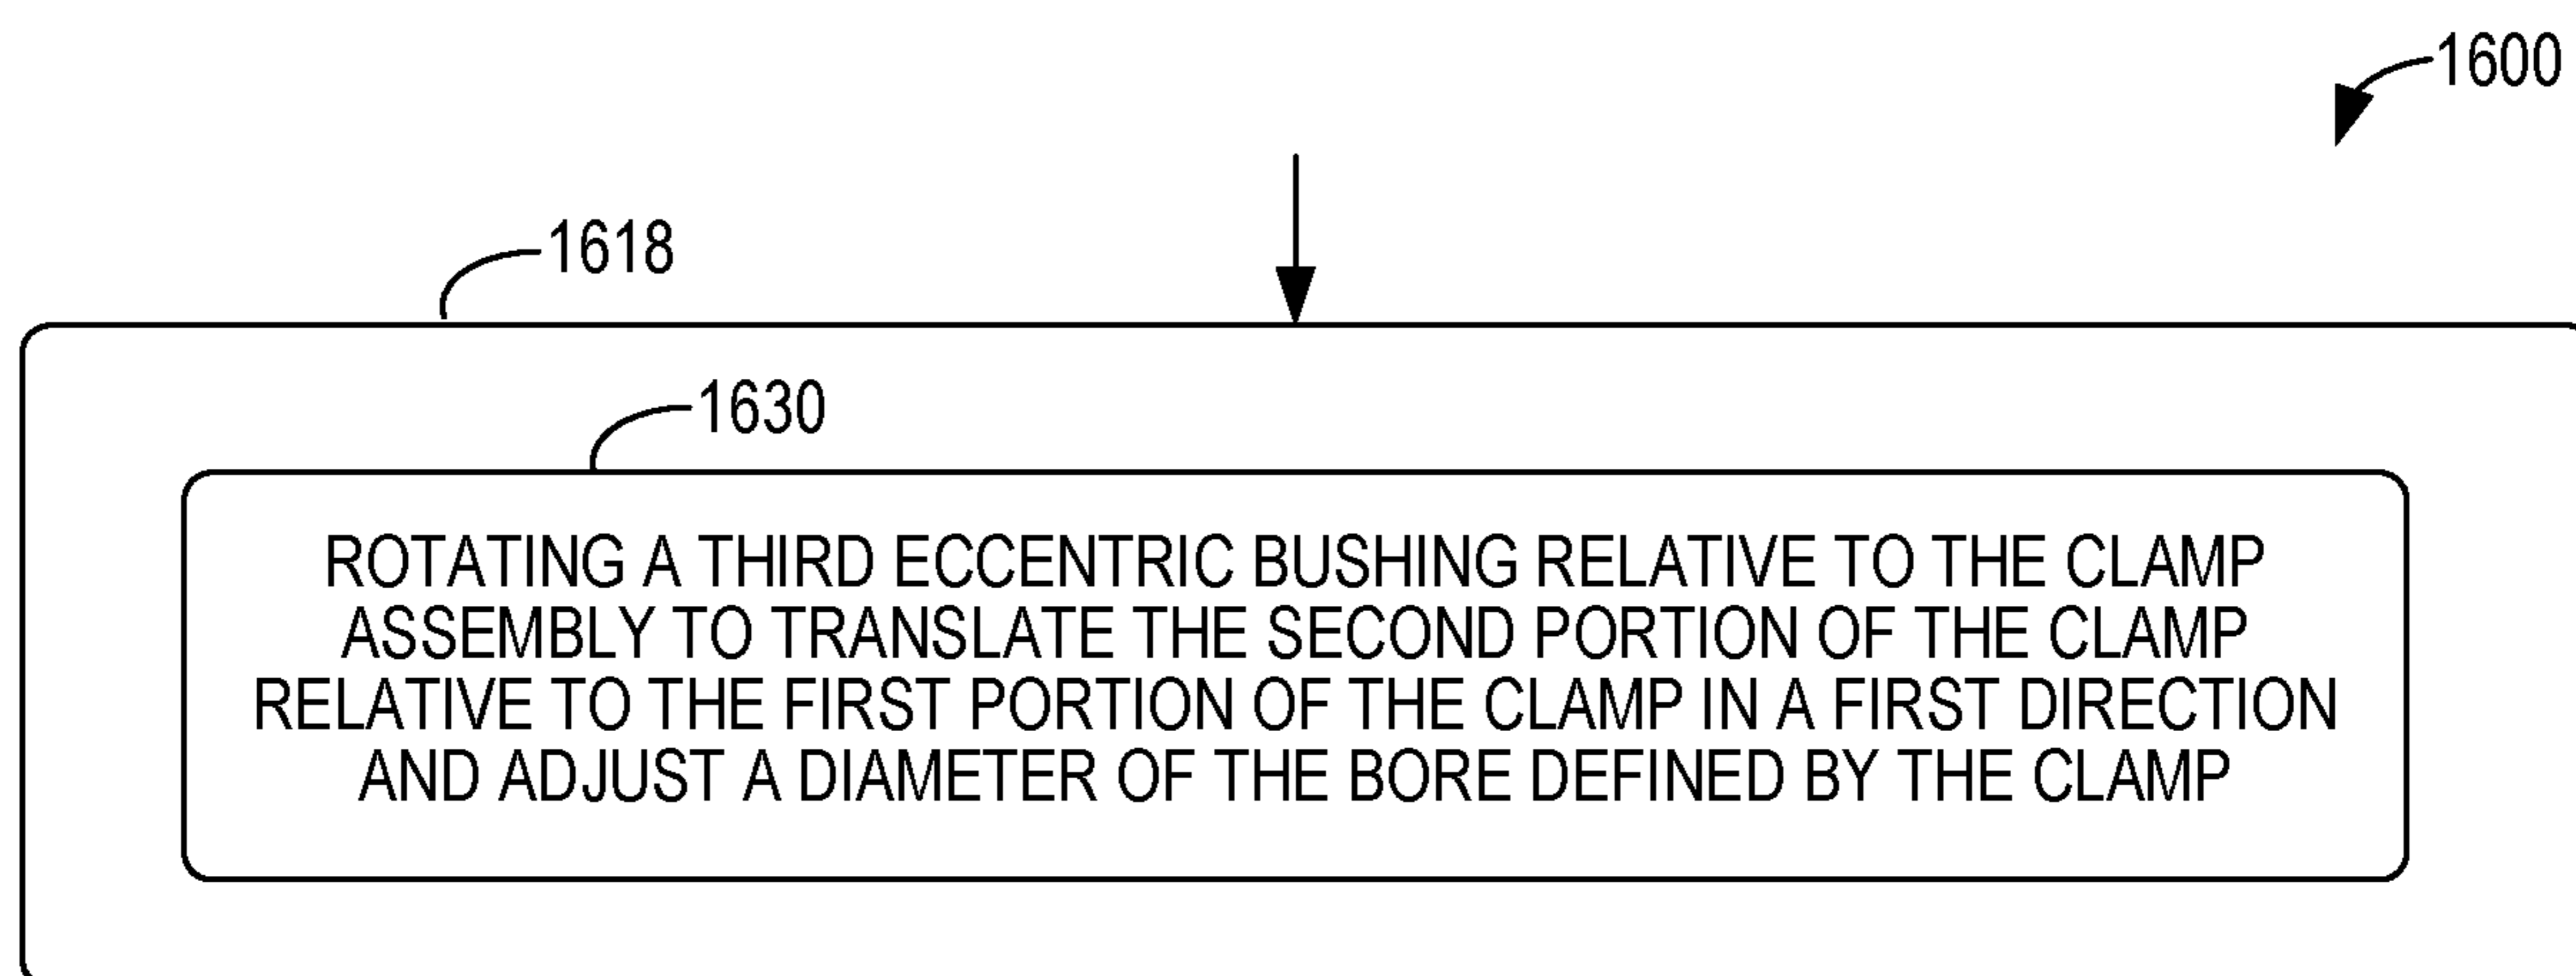 1600
1618
1630
ROTATING A THIRD ECCENTRIC BUSHING RELATIVE TO THE CLAMP
ASSEMBLY TO TRANSLATE THE SECOND PORTION OF THE CLAMP
RELATIVE TO THE FIRST PORTION OF THE CLAMP IN A FIRST DIRECTION
AND ADJUST A DIAMETER OF THE BORE DEFINED BY THE CLAMP